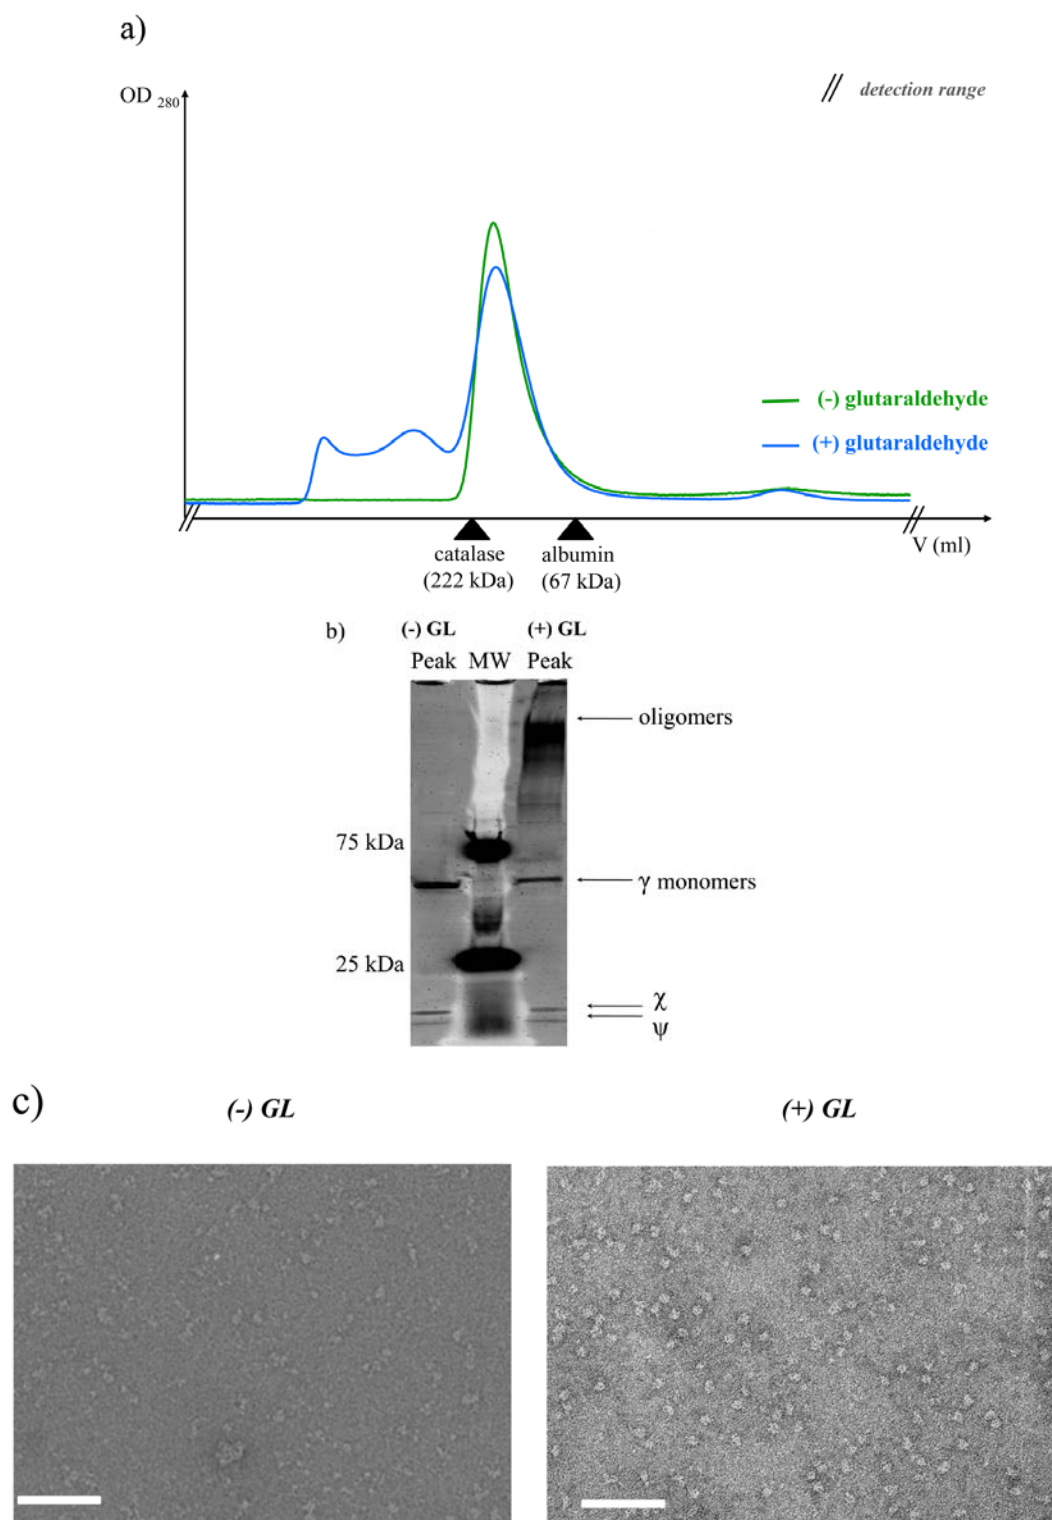 a)
OD 280
// detection range
(-) glutaraldehyde
(+) glutaraldehyde
catalase albumin V (ml)
(222 kDa) (67 kDa)
b) (-) GL (+) GL
Peak MW Peak
oligomers
75 kDa
γ monomers
25 kDa
χ
ψ
c) (-) GL (+) GL